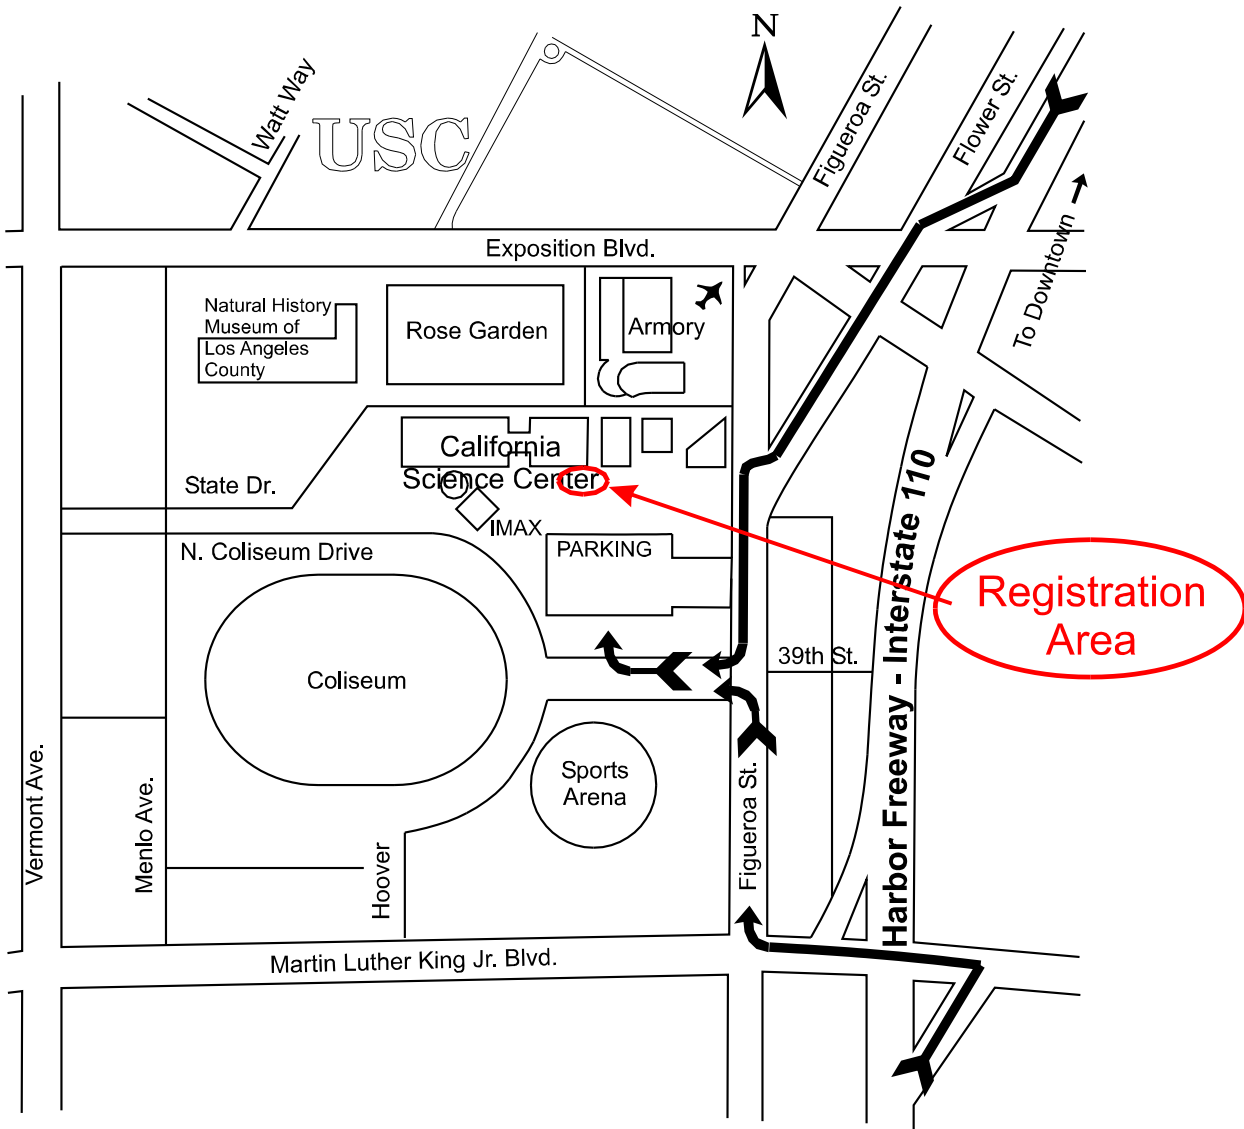 N
Watt Way
USC
Figueroa St.
Flower St.
Exposition Blvd.
To Downtown
Natural History
Museum of
Los Angeles
County
Rose Garden
Armory
California
Science Center
State Dr.
IMAX
N. Coliseum Drive
PARKING
Harbor Freeway - Interstate 110
Registration
Area
39th St.
Coliseum
Sports
Arena
Vermont Ave.
Menlo Ave.
Hoover
Figueroa St.
Martin Luther King Jr. Blvd.